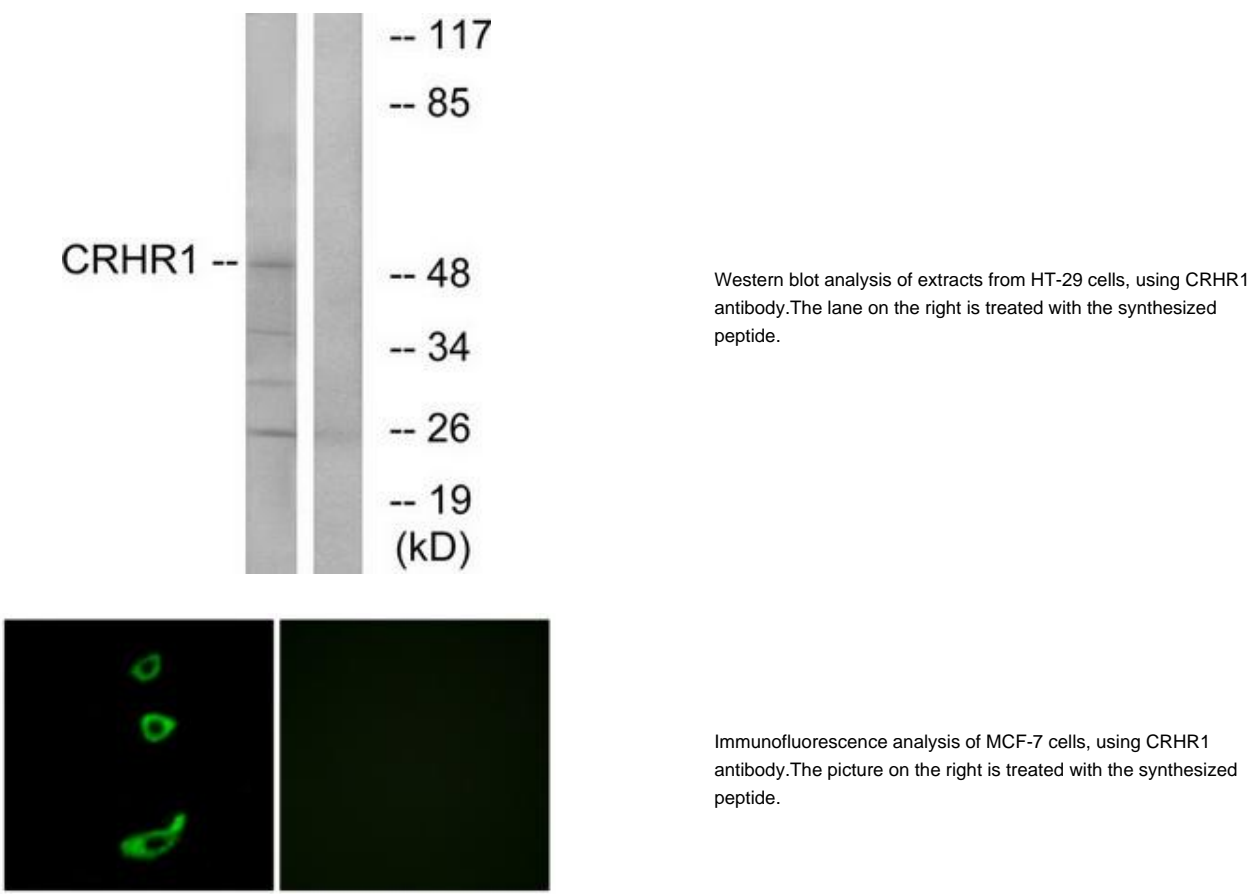 -- 117
-- 85
CRHR1 --
-- 48
-- 34
-- 26
-- 19
(kD)
Western blot analysis of extracts from HT-29 cells, using CRHR1
antibody.The lane on the right is treated with the synthesized
peptide.
Immunofluorescence analysis of MCF-7 cells, using CRHR1
antibody.The picture on the right is treated with the synthesized
peptide.